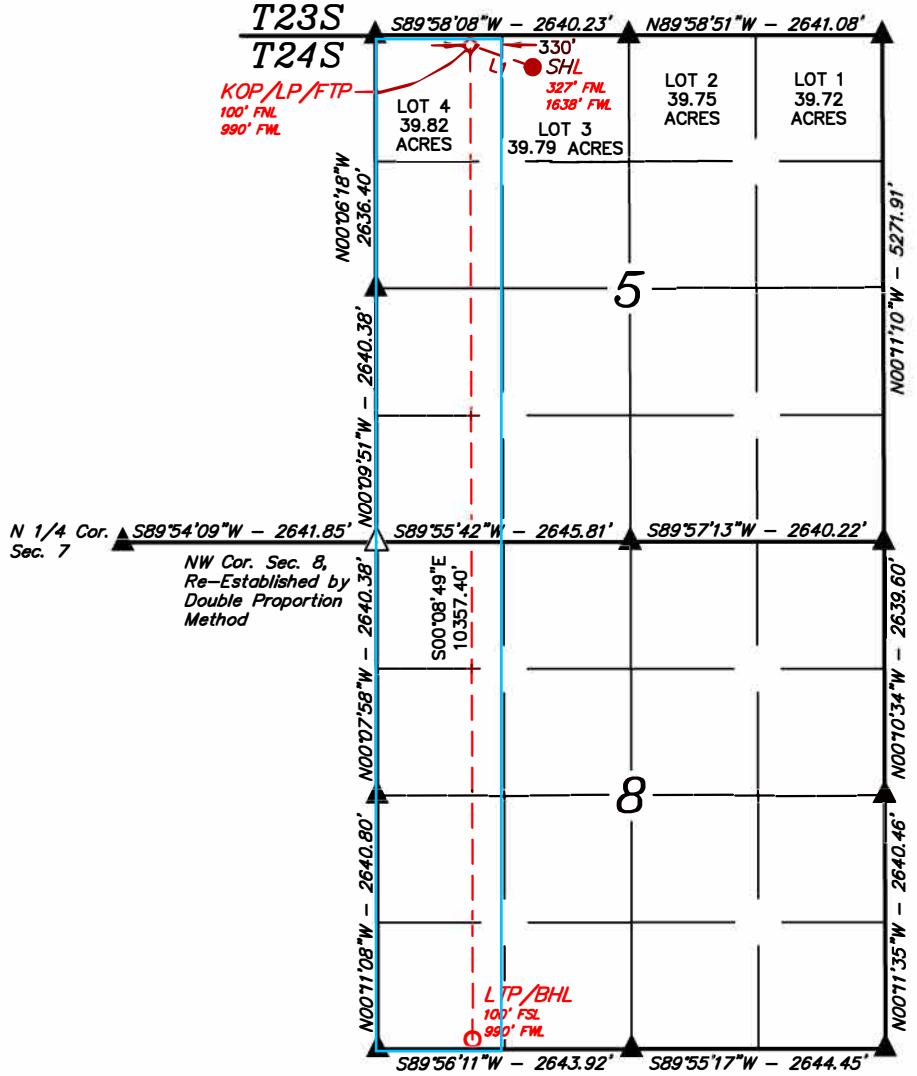 T23S
S89°58'08"W - 2640.23'
N89°58'51"W - 2641.08'
T24S
330'
L1
SHL
327' FNL
1638' FWL
KOP/LP/FTP
100' FNL
990' FWL
LOT 4
39.82
ACRES
LOT 3
39.79 ACRES
LOT 2
39.75
ACRES
LOT 1
39.72
ACRES
N00°06'18"W
2636.40'
N00°11'10"W - 5271.91'
5
N00°09'51"W - 2640.38'
N 1/4 Cor.
Sec. 7
S89°54'09"W - 2641.85'
S89°55'42"W - 2645.81'
S89°57'13"W - 2640.22'
NW Cor. Sec. 8,
Re-Established by
Double Proportion
Method
S00°08'49"E
10357.40'
N00°07'58"W - 2640.38'
N00°10'34"W - 2639.60'
8
N00°11'08"W - 2640.80'
N00°11'35"W - 2640.46'
LTP/BHL
100' FSL
990' FWL
S89°56'11"W - 2643.92'
S89°55'17"W - 2644.45'